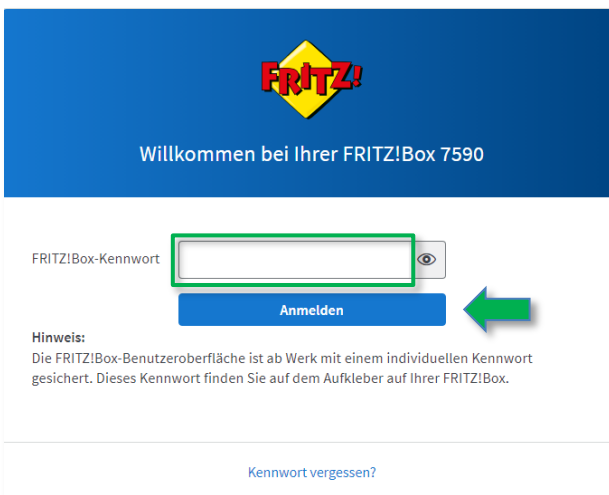 FRITZ!
Willkommen bei Ihrer FRITZ!Box 7590
FRITZ!Box-Kennwort
Anmelden
Hinweis:
Die FRITZ!Box-Benutzeroberfläche ist ab Werk mit einem individuellen Kennwort
gesichert. Dieses Kennwort finden Sie auf dem Aufkleber auf Ihrer FRITZ!Box.
Kennwort vergessen?